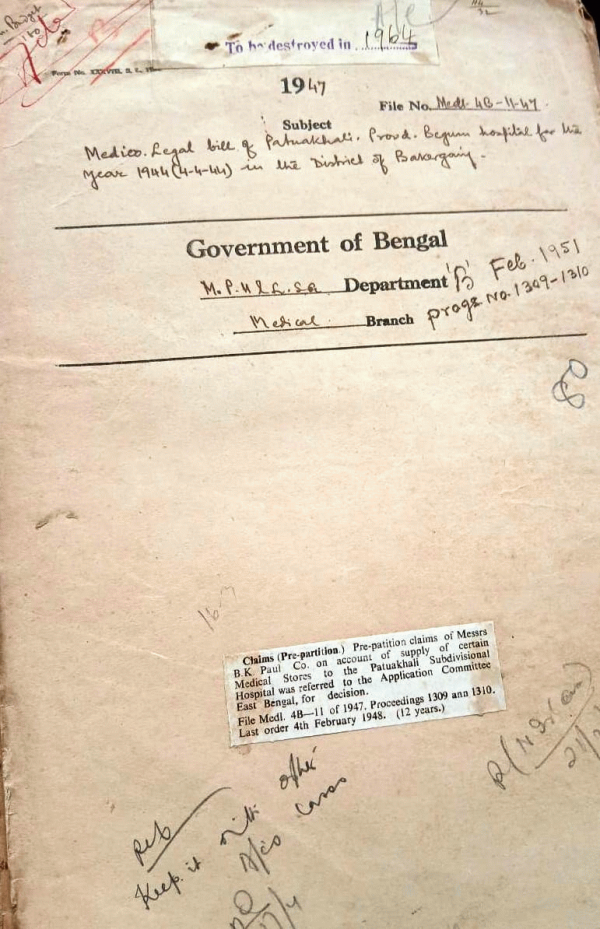 To be destroyed in 1964
Form No. XXXVIII, S. L.
1947
File No. Medl-4B-11-47.
Subject
Medico. Legal bill of Patuakhali. Provd. Begum hospital for the
year 1944 (4-4-44) in the District of Bakerganj.
Government of Bengal
Department 'B' Feb. 1951
Medical Branch progs No. 1309-1310
Claims (Pre-partition) Pre-patition claims of Messrs
B.K. Paul Co. on account of supply of certain
Medical Stores to the Patuakhali Subdivisional
Hospital was referred to the Application Committee
East Bengal, for decision.
File Medl. 4B—11 of 1947. Proceedings 1309 ann 1310.
Last order 4th February 1948. (12 years.)
Keep it with other
cases